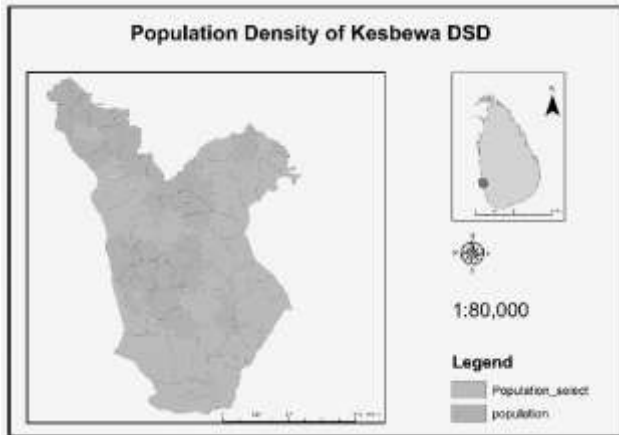 Population Density of Kesbewa DSD
N
1:80,000
Legend
Population_select
population